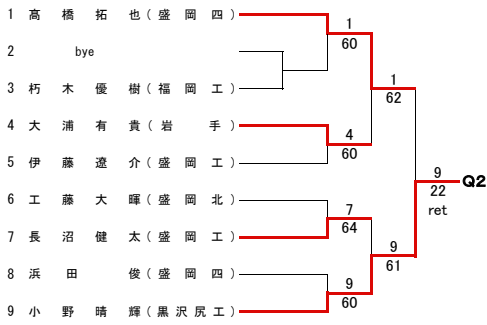 1 高橋拓也(盛岡四)
2 bye
3 朽木優樹(福岡工)
4 大浦有貴(岩手)
5 伊藤遼介(盛岡工)
6 工藤大暉(盛岡北)
7 長沼健太(盛岡工)
8 浜田俊(盛岡四)
9 小野晴輝(黒沢尻工)
1
60
4
60
7
64
9
60
1
62
9
61
9
22
ret
Q2